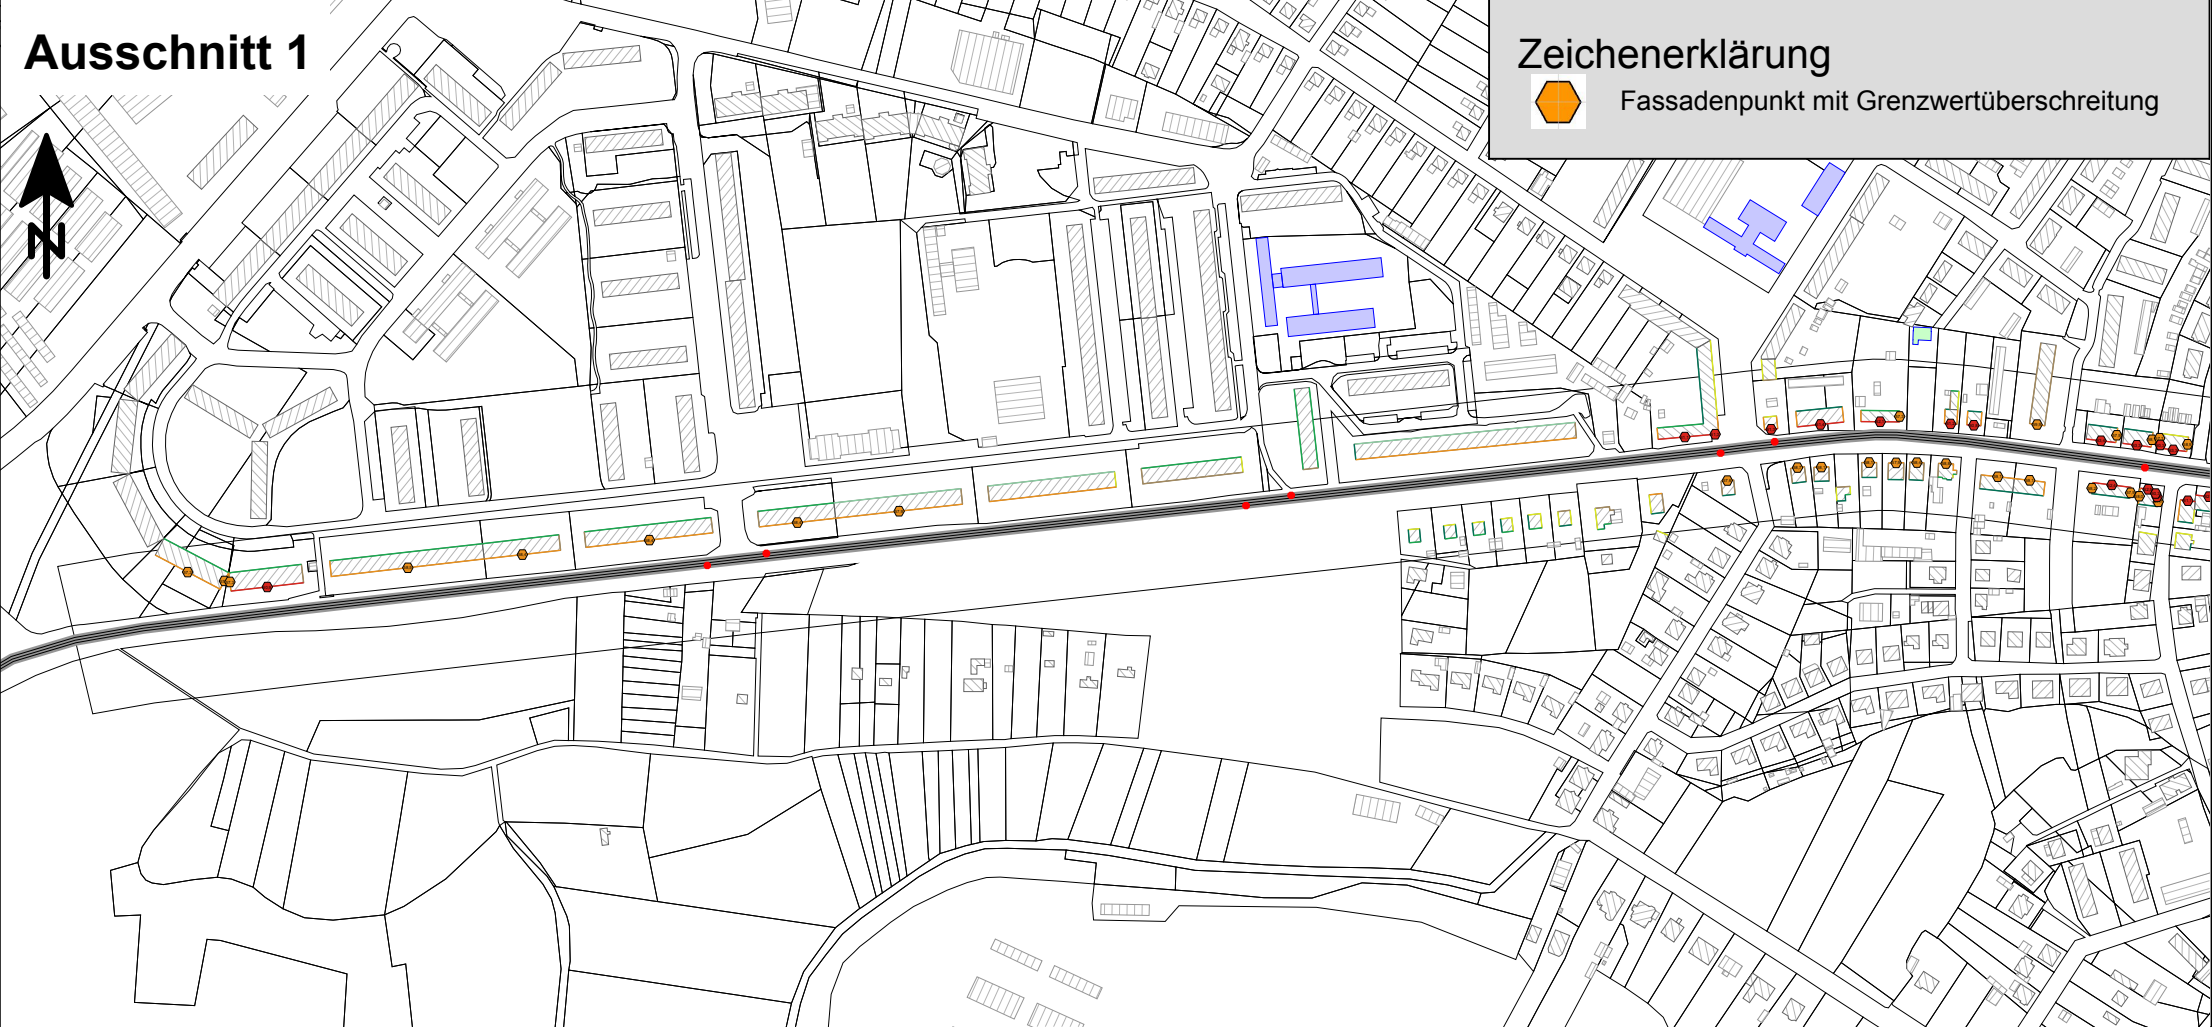 Ausschnitt 1
Zeichenerklärung
Fassadenpunkt mit Grenzwertüberschreitung
N